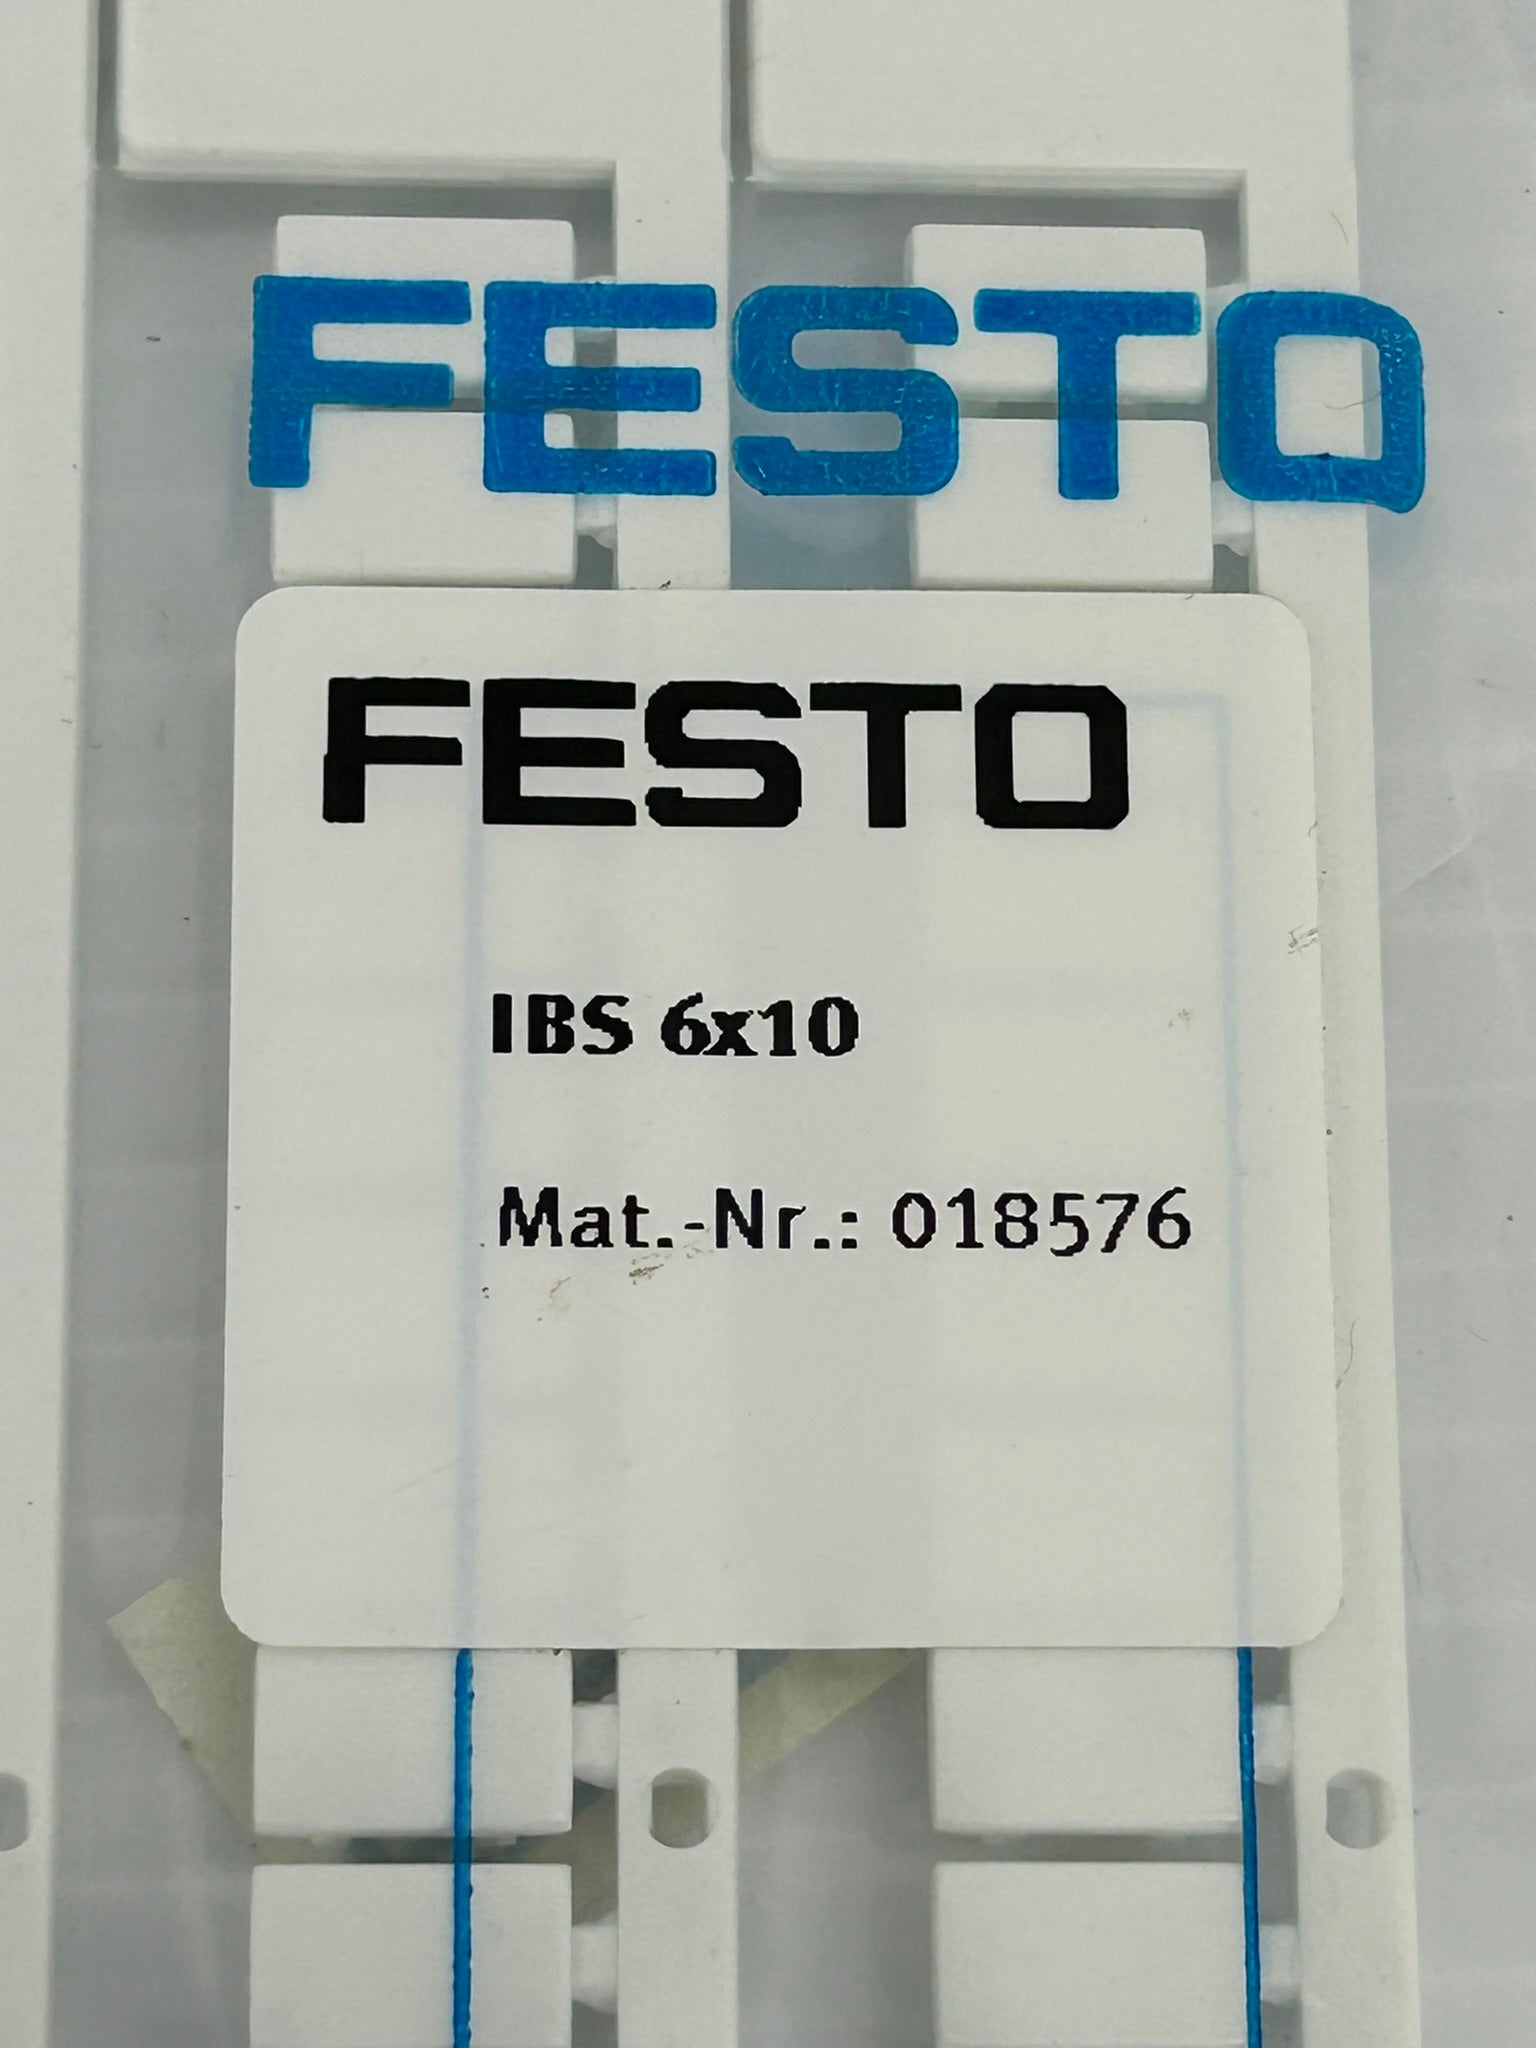 FESTO
FESTO
IBS 6x10
Mat.-Nr.: 018576